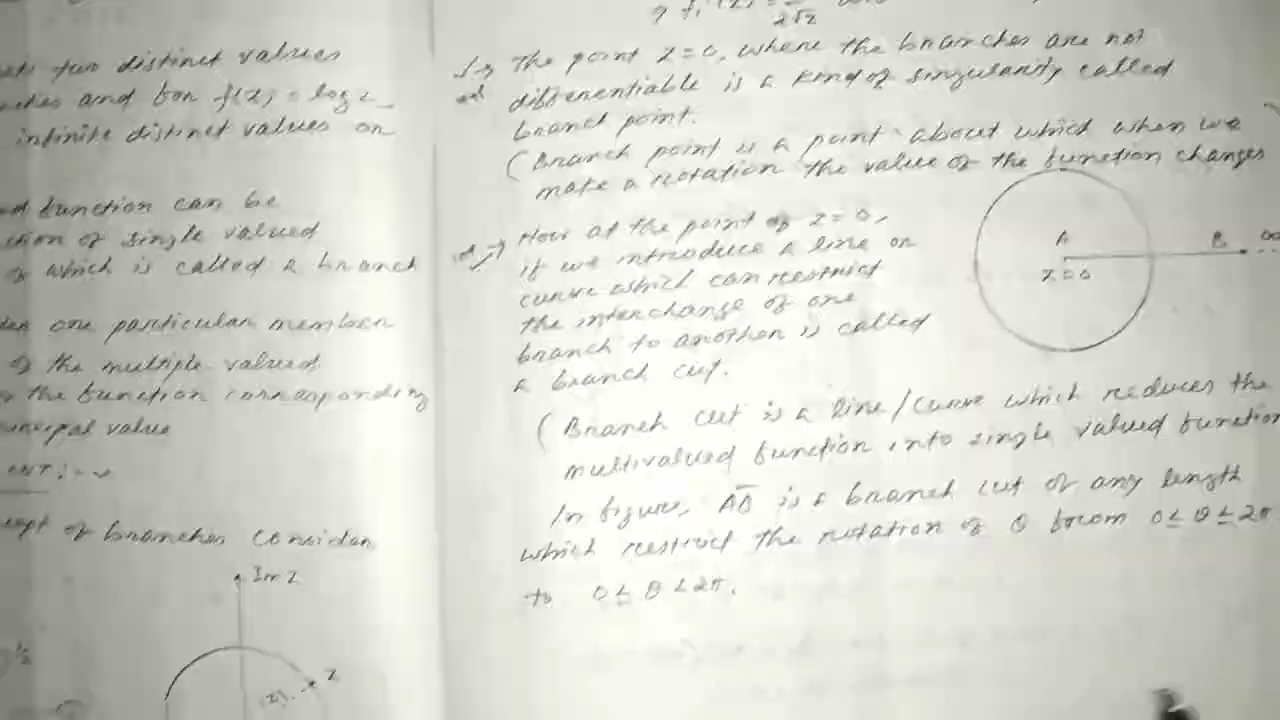 two distinct values
and for f(z) = log z
infinite distinct values on
function can be
of single valued
of which is called a branch
one particular member
of the multiple valued
the function corresponding
value
of branches consider
Im z
|z|
z
2√z
The point z=0, where the branches are not
differentiable is a kind of singularity called
branch point.
(Branch point is a point about which when we
make a rotation the value of the function changes
Now at the point of z=0,
if we introduce a line or
curve which can restrict
the interchange of one
branch to another is called
a branch cut.
A
B
∞
z=0
(Branch cut is a line/curve which reduces the
multivalued function into single valued function
In figure, AB is a branch cut of any length
which restrict the rotation of θ from 0≤θ≤2π
to 0≤θ<2π.